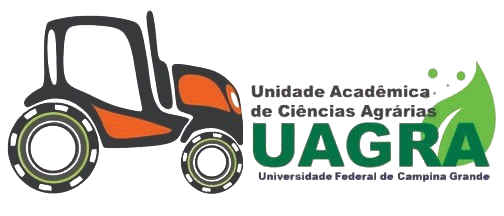 Unidade Acadêmica
de Ciências Agrárias
UAGRA
Universidade Federal de Campina Grande